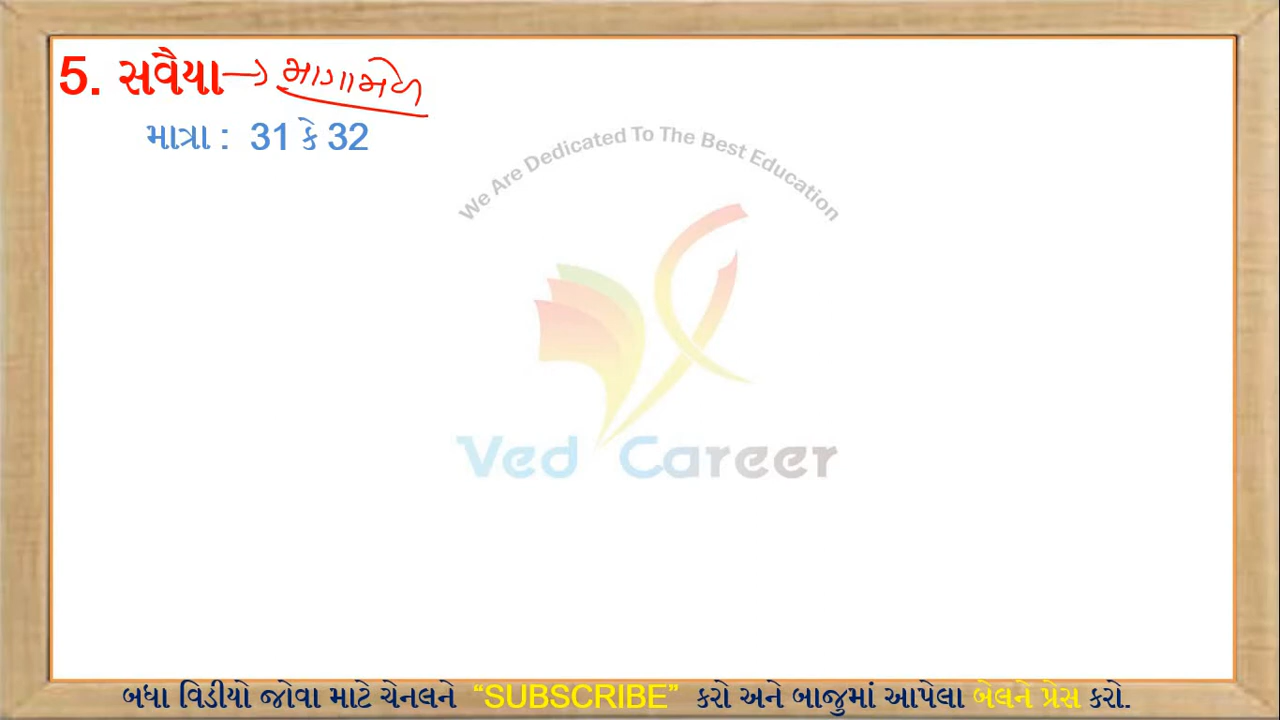 5. સવૈયા → માત્રામેળ
માત્રા : 31 કે 32
We Are Dedicated To The Best Education
Ved Career
બધા વિડીયો જોવા માટે ચેનલને “SUBSCRIBE” કરો અને બાજુમાં આપેલા બેલને પ્રેસ કરો.